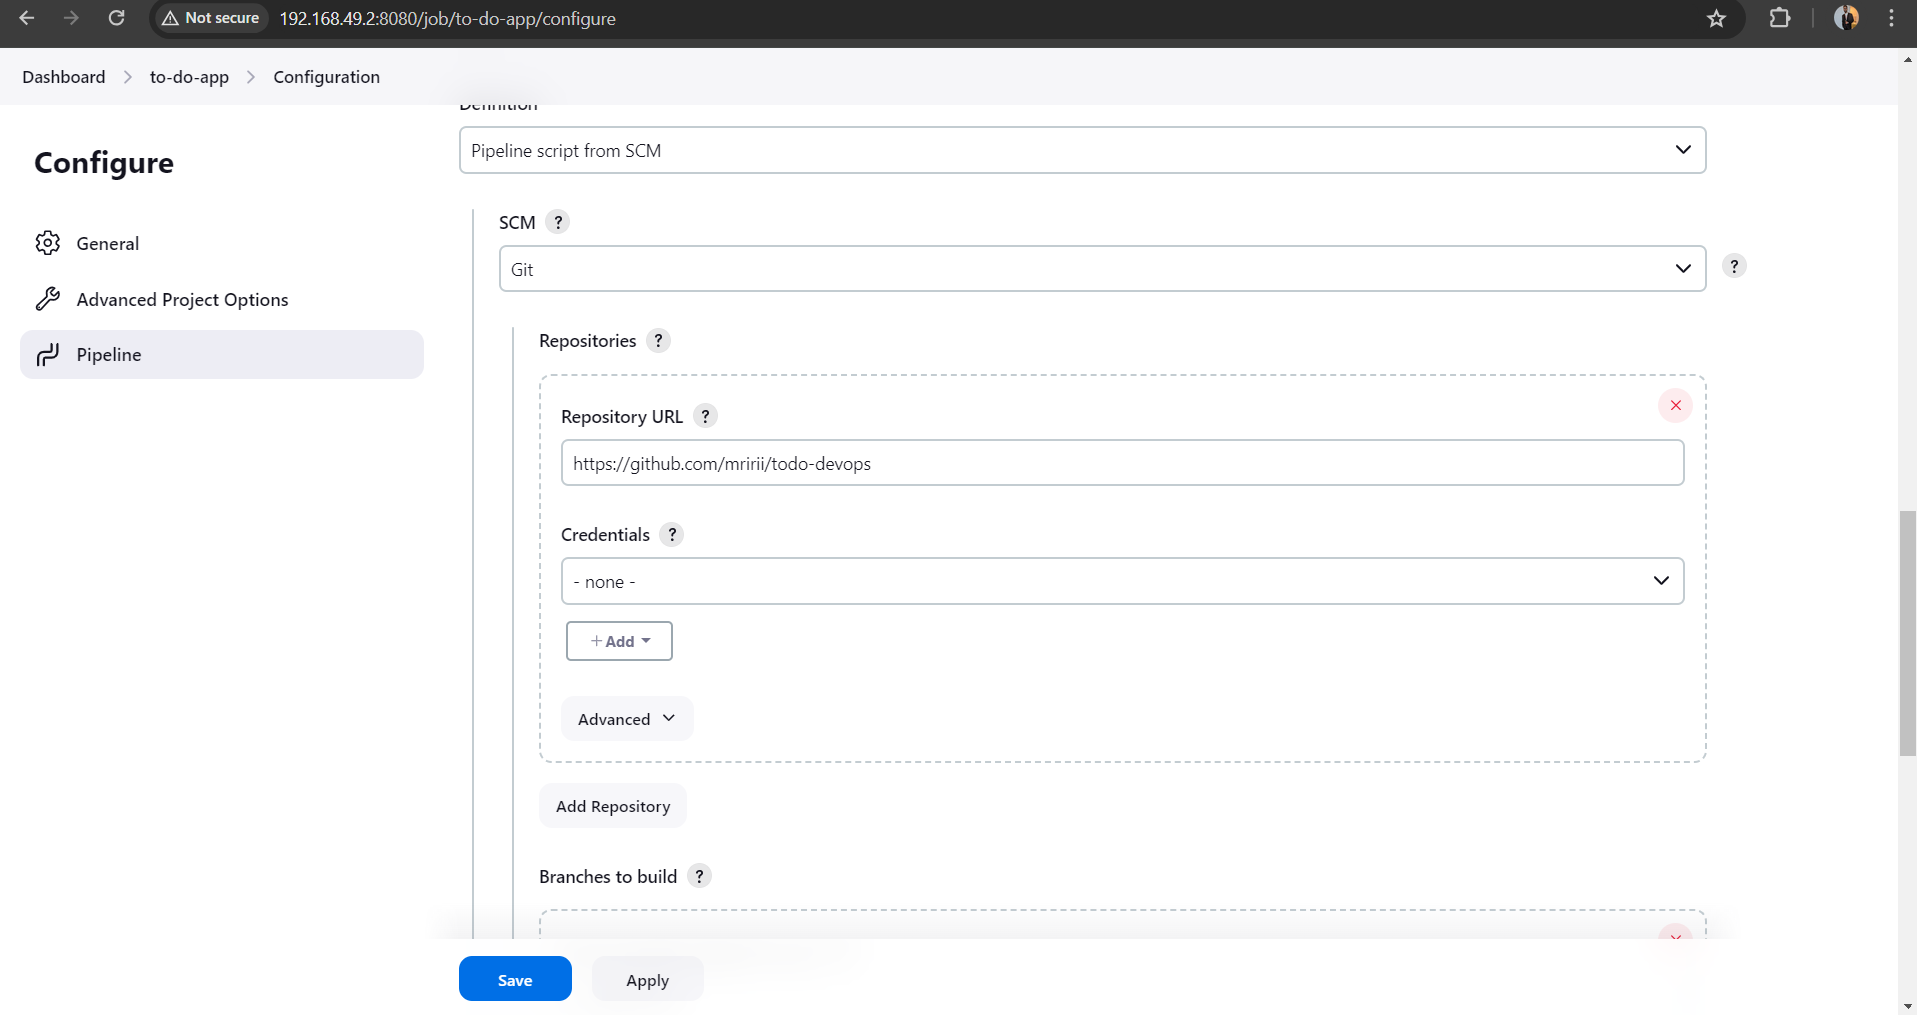 Not secure 192.168.49.2:8080/job/to-do-app/configure
Dashboard > to-do-app > Configuration
Definition
Configure
Pipeline script from SCM
SCM ?
General
Git
?
Advanced Project Options
Repositories ?
Pipeline
Repository URL ?
https://github.com/mririi/todo-devops
Credentials ?
- none -
+ Add
Advanced
Add Repository
Branches to build ?
Save Apply